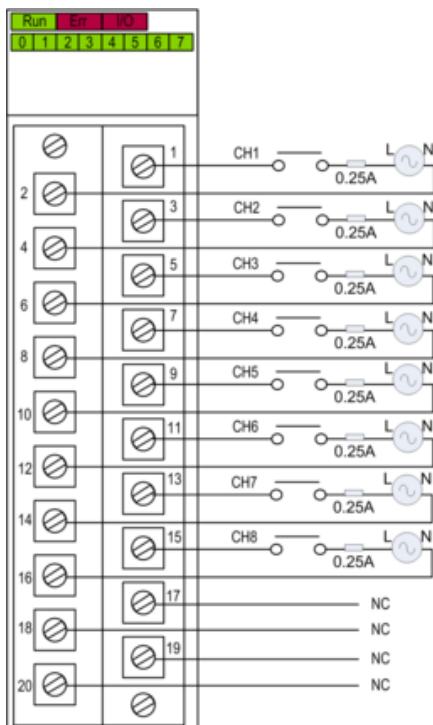 Run Err I/O
0 1 2 3 4 5 6 7
1 CH1 L N
0.25A
2
3 CH2 L N
0.25A
4
5 CH3 L N
0.25A
6
7 CH4 L N
0.25A
8
9 CH5 L N
0.25A
10
11 CH6 L N
0.25A
12
13 CH7 L N
0.25A
14
15 CH8 L N
0.25A
16
17 NC
18 NC
19 NC
20 NC